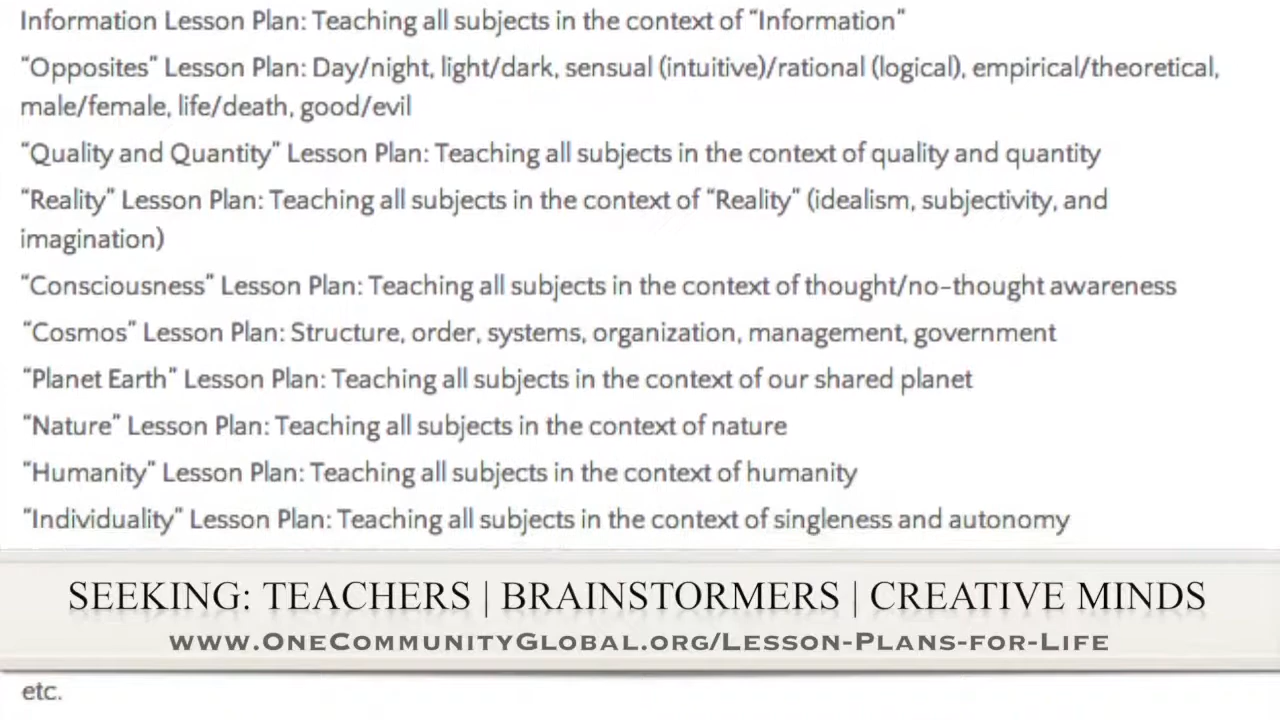 Information Lesson Plan: Teaching all subjects in the context of “Information”
“Opposites” Lesson Plan: Day/night, light/dark, sensual (intuitive)/rational (logical), empirical/theoretical,
male/female, life/death, good/evil
“Quality and Quantity” Lesson Plan: Teaching all subjects in the context of quality and quantity
“Reality” Lesson Plan: Teaching all subjects in the context of “Reality” (idealism, subjectivity, and
imagination)
“Consciousness” Lesson Plan: Teaching all subjects in the context of thought/no-thought awareness
“Cosmos” Lesson Plan: Structure, order, systems, organization, management, government
“Planet Earth” Lesson Plan: Teaching all subjects in the context of our shared planet
“Nature” Lesson Plan: Teaching all subjects in the context of nature
“Humanity” Lesson Plan: Teaching all subjects in the context of humanity
“Individuality” Lesson Plan: Teaching all subjects in the context of singleness and autonomy
SEEKING: TEACHERS | BRAINSTORMERS | CREATIVE MINDS
www.OneCommunityGlobal.org/Lesson-Plans-for-Life
etc.